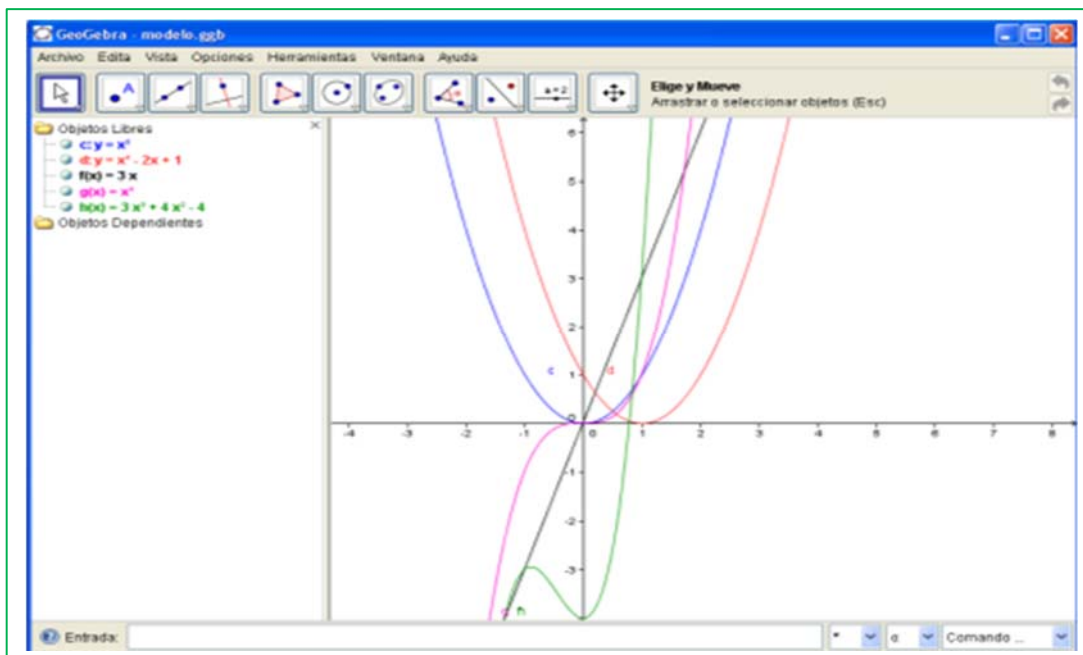 GeoGebra - modelo.ggb
Archivo Edita Vista Opciones Herramientas Ventana Ayuda
A
a=2
Elige y Mueve
Arrastrar o seleccionar objetos (Esc)
Objetos Libres
c: y = x²
d: y = x² - 2x + 1
f(x) = 3 x
g(x) = x³
h(x) = 3 x³ + 4 x² - 4
Objetos Dependientes
6
5
4
3
2
1
0
-1
-2
-3
-4 -3 -2 -1 0 1 2 3 4 5 6 7 8
c
d
h
Entrada:
α
Comando ...